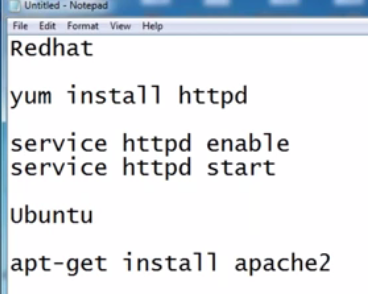 Untitled - Notepad
File Edit Format View Help
Redhat
yum install httpd
service httpd enable
service httpd start
Ubuntu
apt-get install apache2